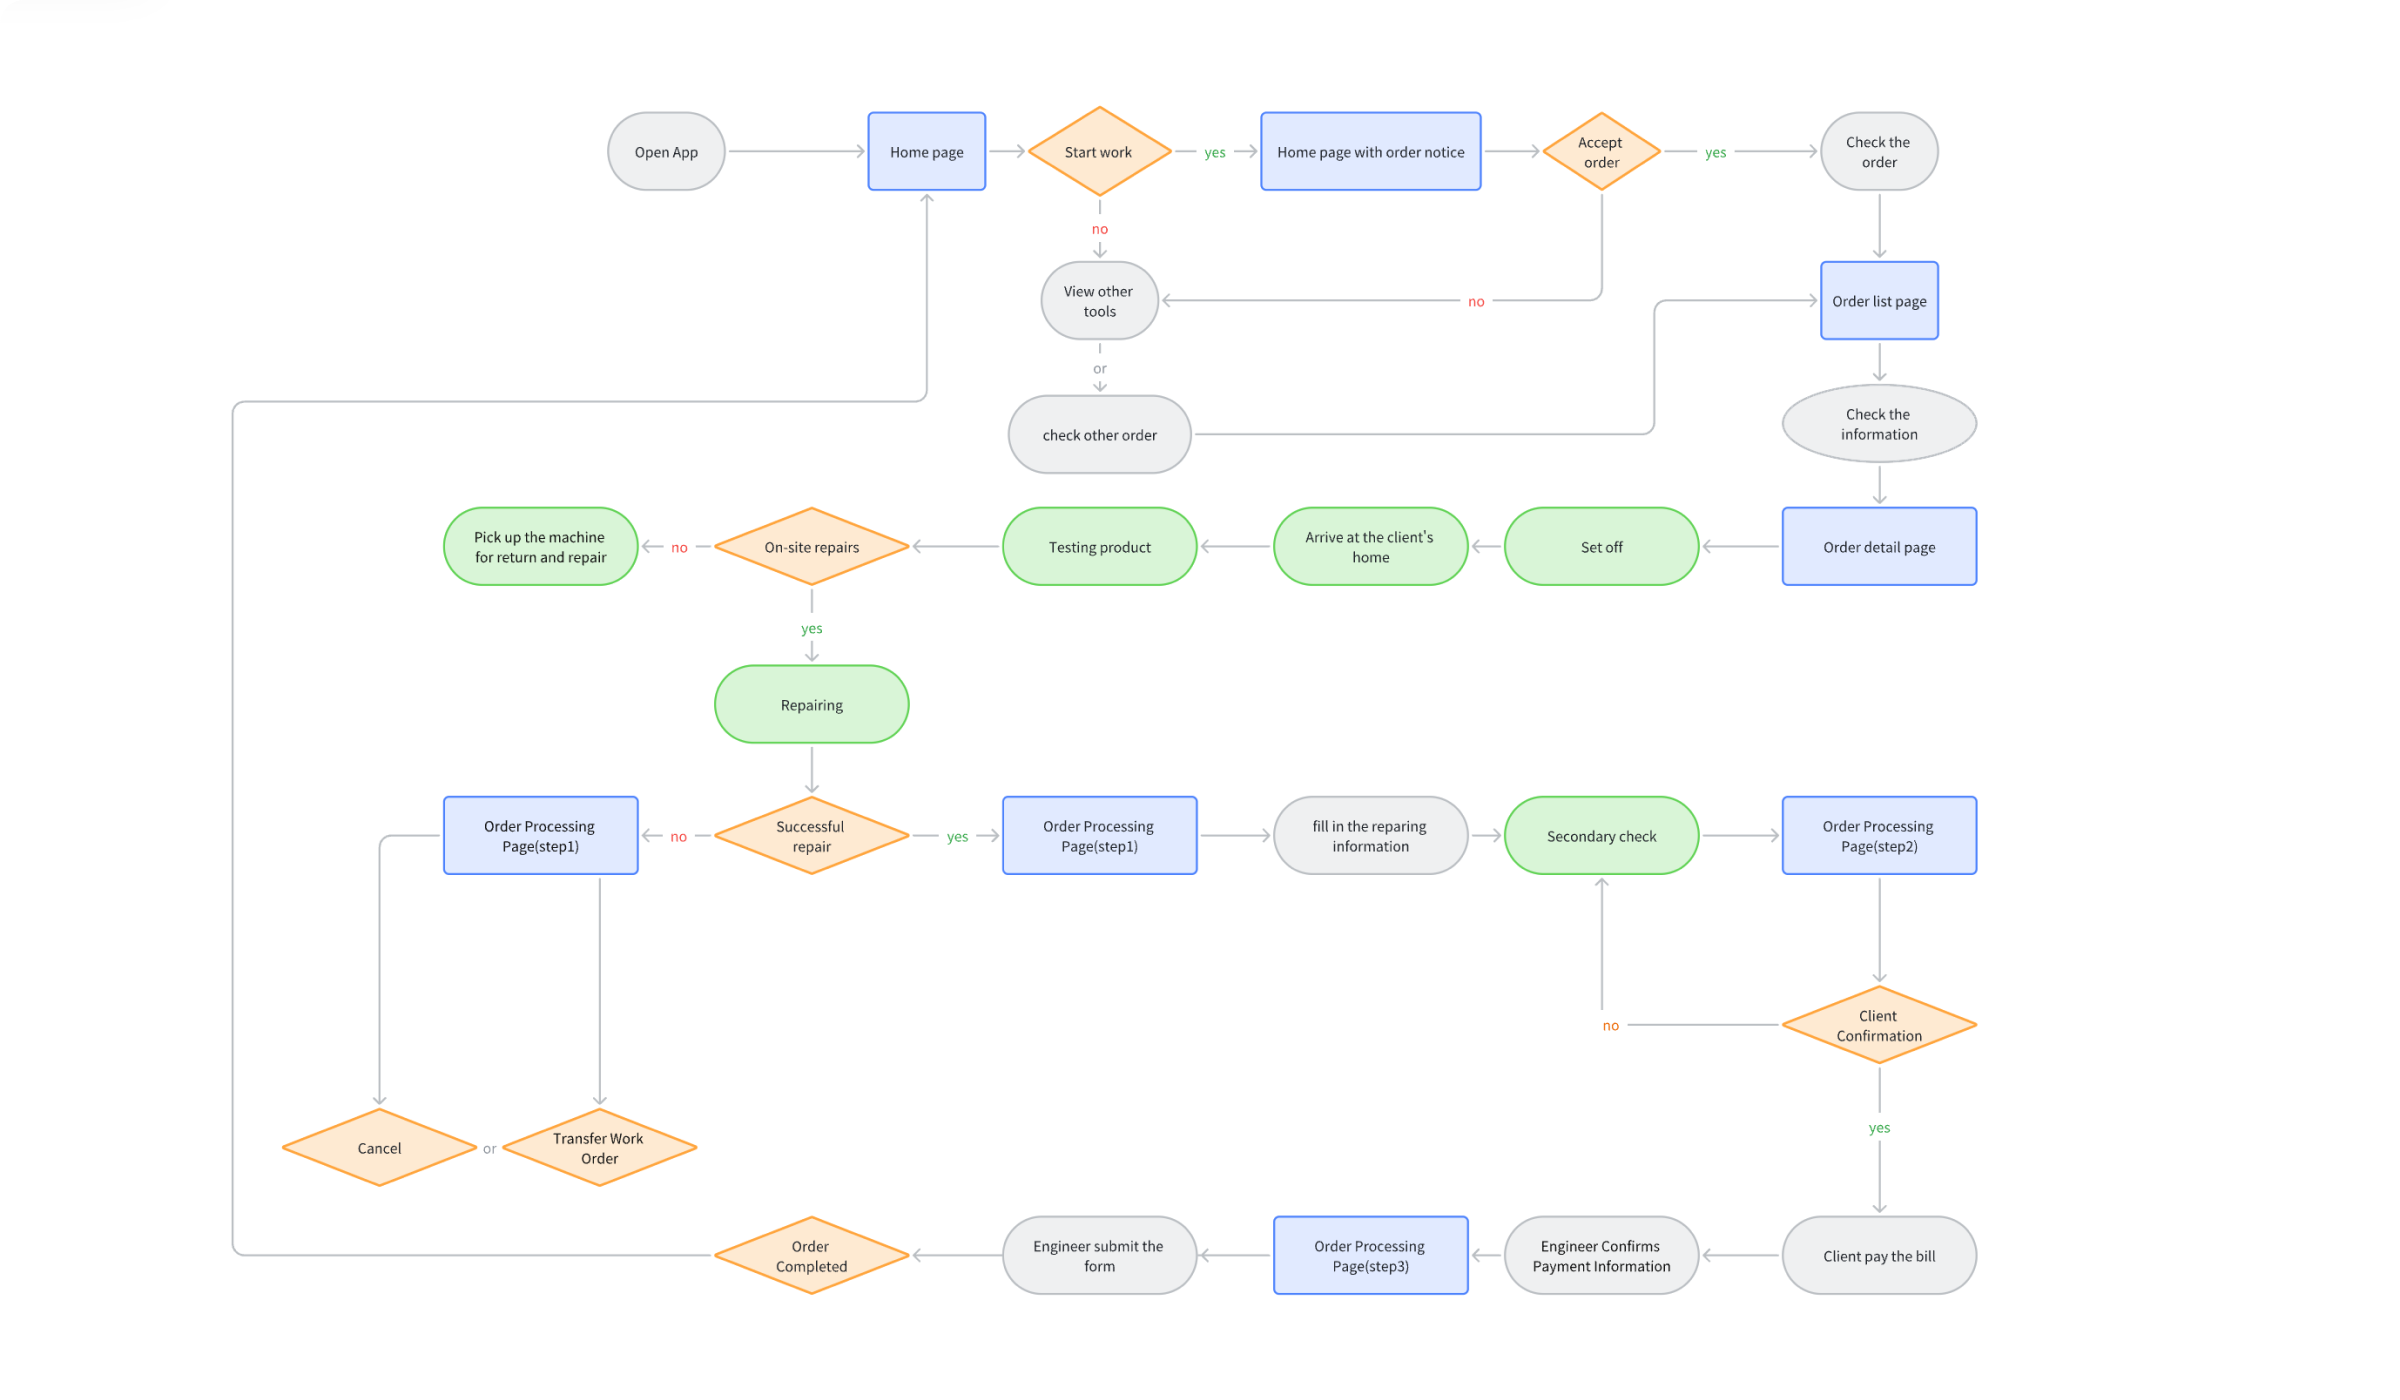 Open App
Home page
Start work
yes
Home page with order notice
Accept
order
yes
Check the
order
no
View other
tools
no
Order list page
or
check other order
Check the
information
Pick up the machine
for return and repair
no
On-site repairs
Testing product
Arrive at the client's
home
Set off
Order detail page
yes
Repairing
Order Processing
Page(step1)
no
Successful
repair
yes
Order Processing
Page(step1)
fill in the reparing
information
Secondary check
Order Processing
Page(step2)
no
Client
Confirmation
yes
Cancel
or
Transfer Work
Order
Order
Completed
Engineer submit the
form
Order Processing
Page(step3)
Engineer Confirms
Payment Information
Client pay the bill